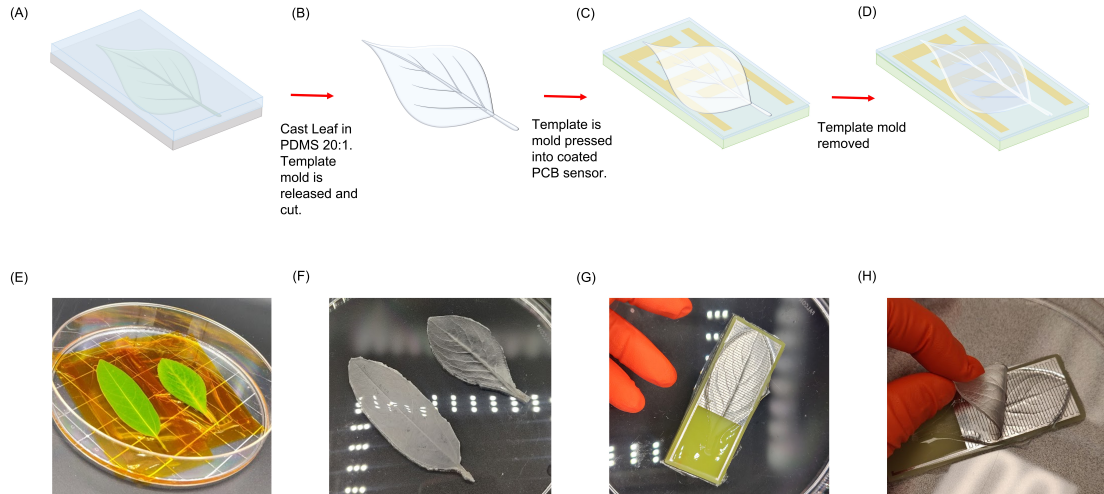 (A)
(B)
(C)
(D)
Cast Leaf in
PDMS 20:1.
Template
mold is
released and
cut.
Template is
mold pressed
into coated
PCB sensor.
Template mold
removed
(E)
(F)
(G)
(H)